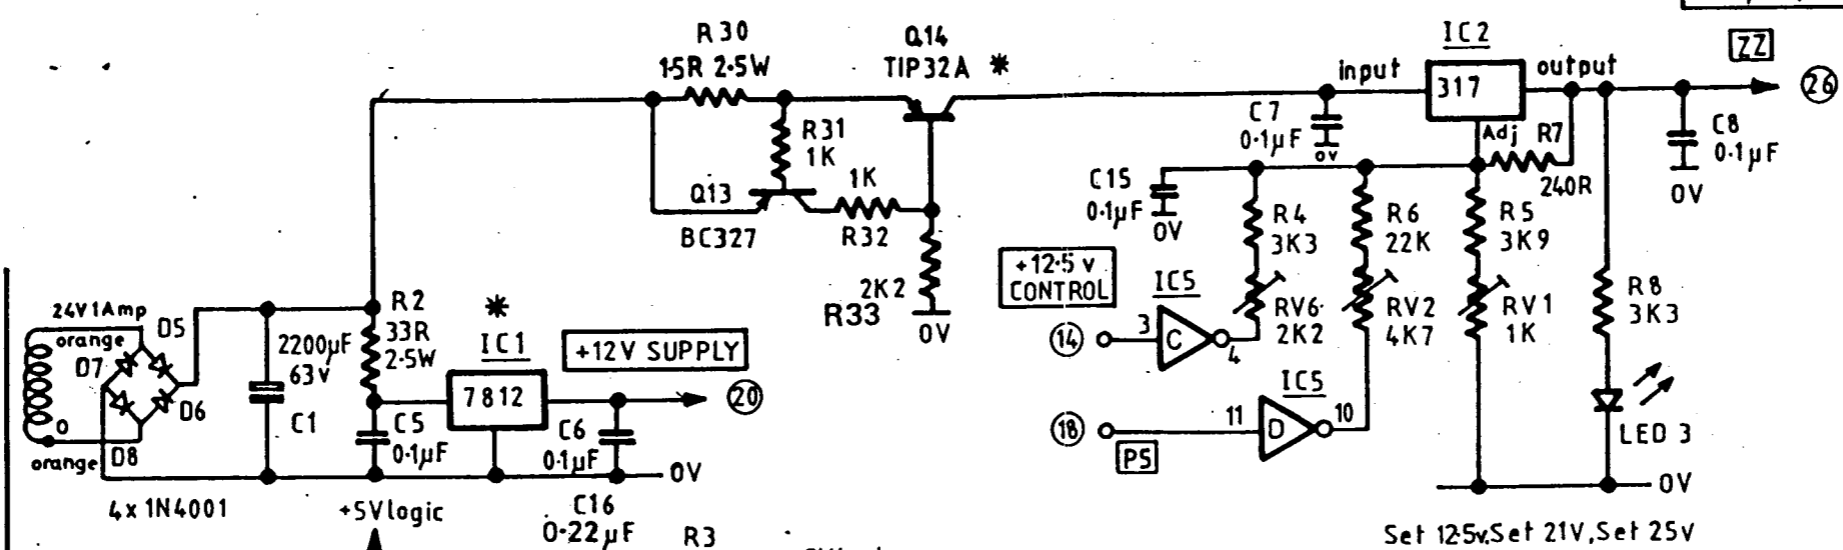 R30
15R 2.5W
Q14
TIP32A *
IC2
ZZ
input
317
output
26
Adj
R7
240R
C7
0.1µF
0V
C8
0.1µF
0V
R31
1K
Q13
BC327
1K
R32
2K2
R33
0V
C15
0.1µF
0V
R4
3K3
R6
22K
R5
3K9
+12.5 v
CONTROL
IC5
14
3
C
4
RV6
2K2
RV2
4K7
RV1
1K
R8
3K3
IC5
18
PS
11
D
10
LED 3
0V
Set 12.5v,Set 21V,Set 25V
24V 1Amp
orange
D5
D7
D6
0
orange
D8
4 x 1N4001
2200µF
63v
C1
R2
33R
2.5W
*
IC1
7812
+12V SUPPLY
20
C5
0.1µF
C6
0.1µF
0V
+5V logic
C16
0.22µF
R3